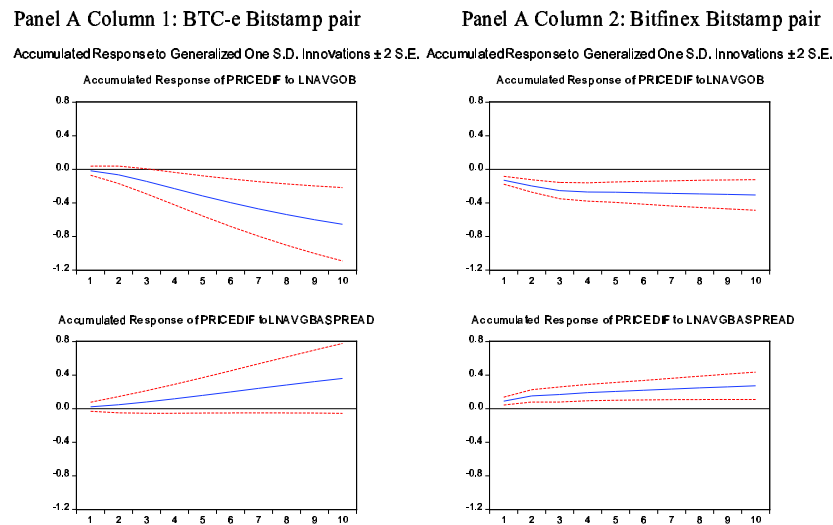 Panel A Column 1: BTC-e Bitstamp pair
Accumulated Response to Generalized One S.D. Innovations ± 2 S.E.
Accumulated Response of PRICEDIF to LNAVGOB
0.8
0.4
0.0
-0.4
-0.8
-1.2
1 2 3 4 5 6 7 8 9 10
Accumulated Response of PRICEDIF to LNAVGBASPREAD
0.8
0.4
0.0
-0.4
-0.8
-1.2
1 2 3 4 5 6 7 8 9 10
Panel A Column 2: Bitfinex Bitstamp pair
Accumulated Response to Generalized One S.D. Innovations ± 2 S.E.
Accumulated Response of PRICEDIF to LNAVGOB
0.8
0.4
0.0
-0.4
-0.8
-1.2
1 2 3 4 5 6 7 8 9 10
Accumulated Response of PRICEDIF to LNAVGBASPREAD
0.8
0.4
0.0
-0.4
-0.8
-1.2
1 2 3 4 5 6 7 8 9 10